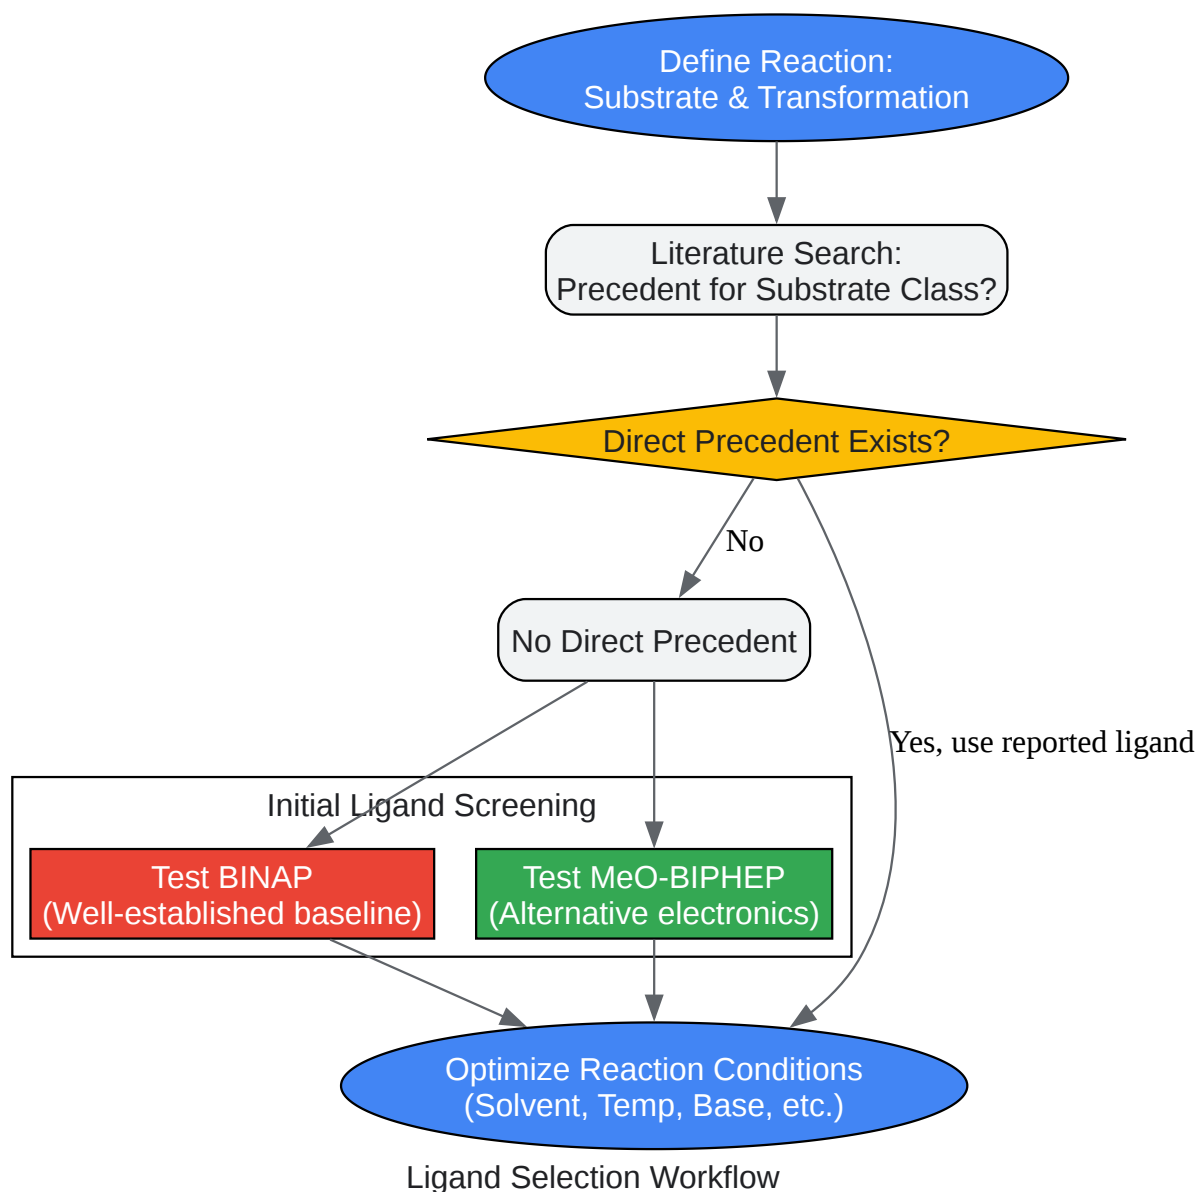 Define Reaction:
Substrate & Transformation
Literature Search:
Precedent for Substrate Class?
Direct Precedent Exists?
No
No Direct Precedent
Yes, use reported ligand
Initial Ligand Screening
Test BINAP
(Well-established baseline)
Test MeO-BIPHEP
(Alternative electronics)
Optimize Reaction Conditions
(Solvent, Temp, Base, etc.)
Ligand Selection Workflow